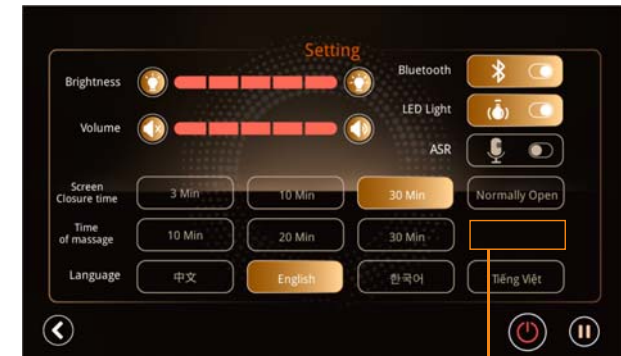 Setting
Brightness
Bluetooth
LED Light
Volume
ASR
Screen
Closure time
3 Min
10 Min
30 Min
Normally Open
Time
of massage
10 Min
20 Min
30 Min
Language
中文
English
한국어
Tiếng Việt